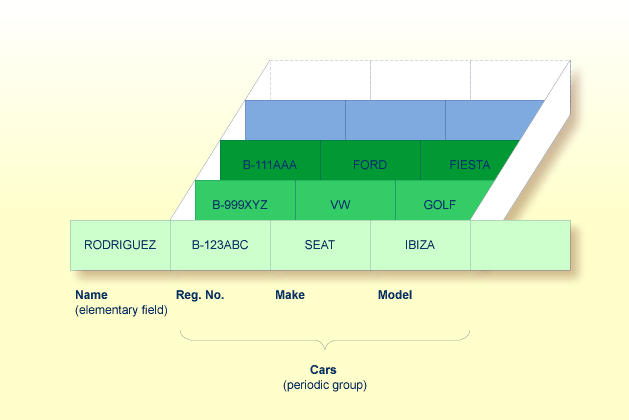 B-111AAA FORD FIESTA
B-999XYZ VW GOLF
RODRIGUEZ B-123ABC SEAT IBIZA
Name Reg. No. Make Model
(elementary field)
Cars
(periodic group)